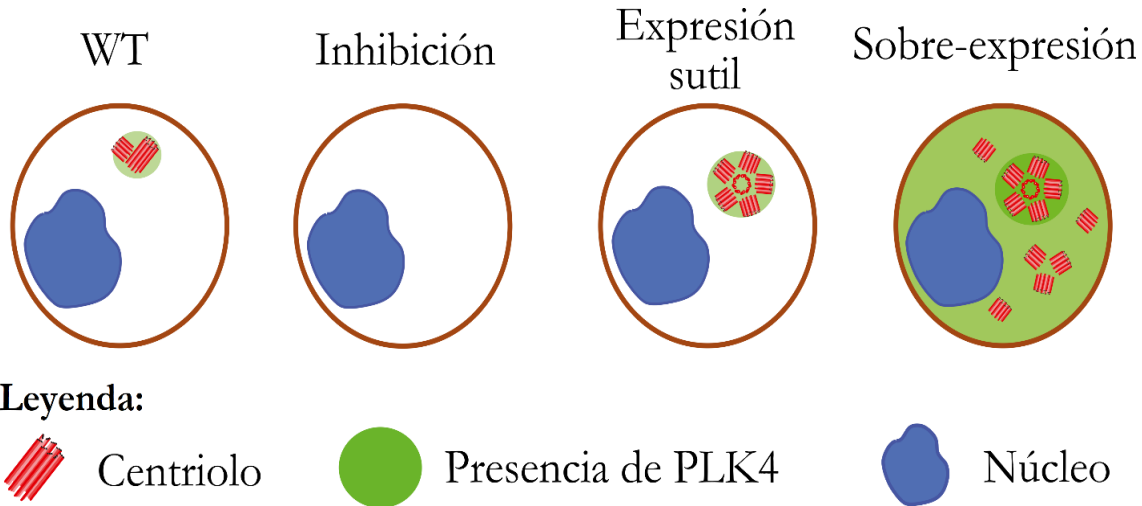 WT
Inhibición
Expresión
sutil
Sobre-expresión
Leyenda:
Centriolo
Presencia de PLK4
Núcleo